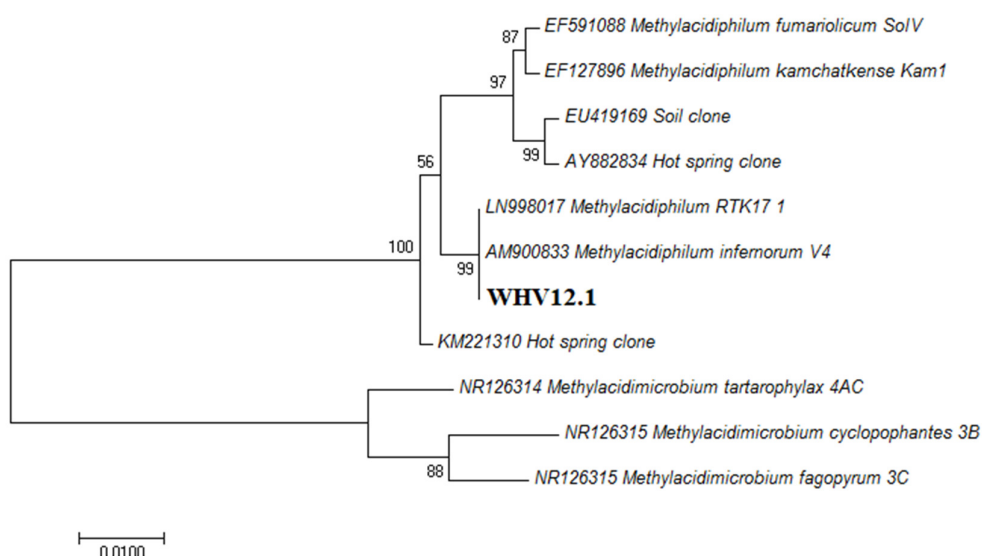 87
EF591088 Methylacidiphilum fumariolicum SolV
EF127896 Methylacidiphilum kamchatkense Kam1
97
EU419169 Soil clone
99
AY882834 Hot spring clone
56
LN998017 Methylacidiphilum RTK17 1
100
AM900833 Methylacidiphilum infernorum V4
99
WHV12.1
KM221310 Hot spring clone
NR126314 Methylacidimicrobium tartarophylax 4AC
NR126315 Methylacidimicrobium cyclopophantes 3B
88
NR126315 Methylacidimicrobium fagopyrum 3C
0.0100